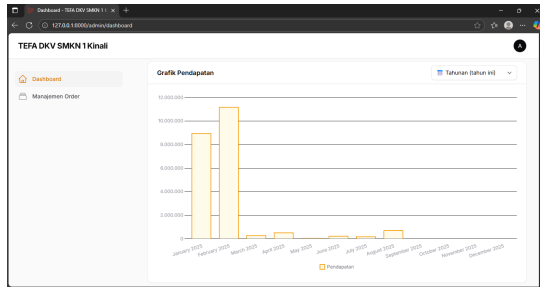 Dashboard - TEFA DKV SMKN 1 I
127.0.0.1:8000/admin/dashboard
TEFA DKV SMKN 1 Kinali
A
Dashboard
Manajemen Order
Grafik Pendapatan
Tahunan (tahun ini)
12.000.000
10.000.000
8.000.000
6.000.000
4.000.000
2.000.000
0
January 2025
February 2025
March 2025
April 2025
May 2025
June 2025
July 2025
August 2025
September 2025
October 2025
November 2025
December 2025
Pendapatan